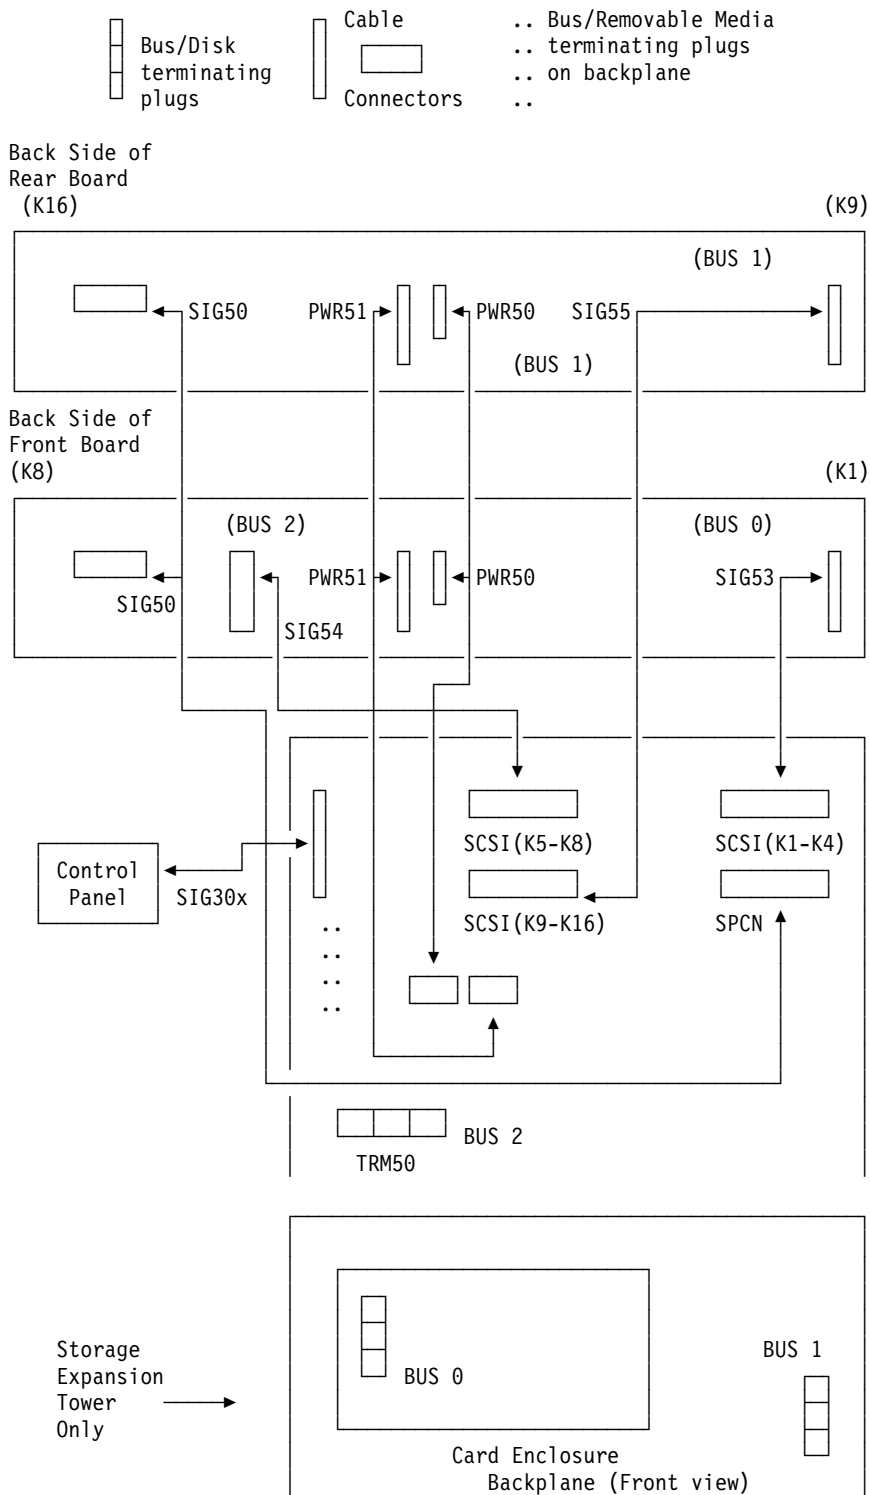 Bus/Disk
terminating
plugs
Cable
Connectors
.. Bus/Removable Media
.. terminating plugs
.. on backplane
..
Back Side of
Rear Board
(K16) (K9)
(BUS 1)
SIG50 PWR51 PWR50 SIG55
(BUS 1)
Back Side of
Front Board
(K8) (K1)
(BUS 2) (BUS 0)
PWR51 PWR50 SIG53
SIG50
SIG54
SCSI(K5-K8) SCSI(K1-K4)
Control
Panel
SIG30x
SCSI(K9-K16) SPCN
..
..
..
..
BUS 2
TRM50
Storage
Expansion
Tower
Only
BUS 0
BUS 1
Card Enclosure
Backplane (Front view)